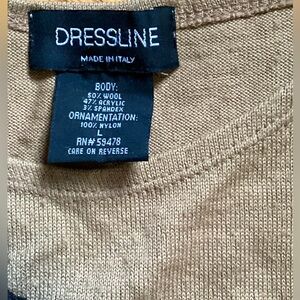 DRESSLINE
MADE IN ITALY
BODY:
50% WOOL
47% ACRYLIC
3% SPANDEX
ORNAMENTATION:
100% NYLON
L
RN# 59478
CARE ON REVERSE